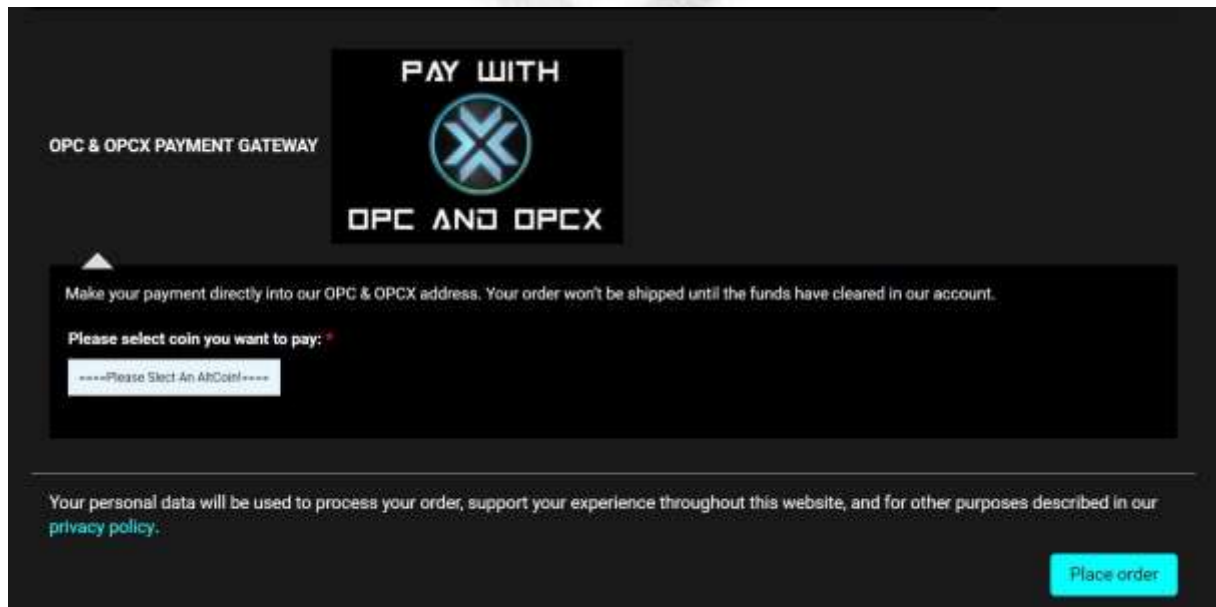 PAY WITH
OPC & OPCX PAYMENT GATEWAY
OPC AND OPCX
Make your payment directly into our OPC & OPCX address. Your order won't be shipped until the funds have cleared in our account.
Please select coin you want to pay: *
====Please Slect An AltCoin!====
Your personal data will be used to process your order, support your experience throughout this website, and for other purposes described in our
privacy policy.
Place order